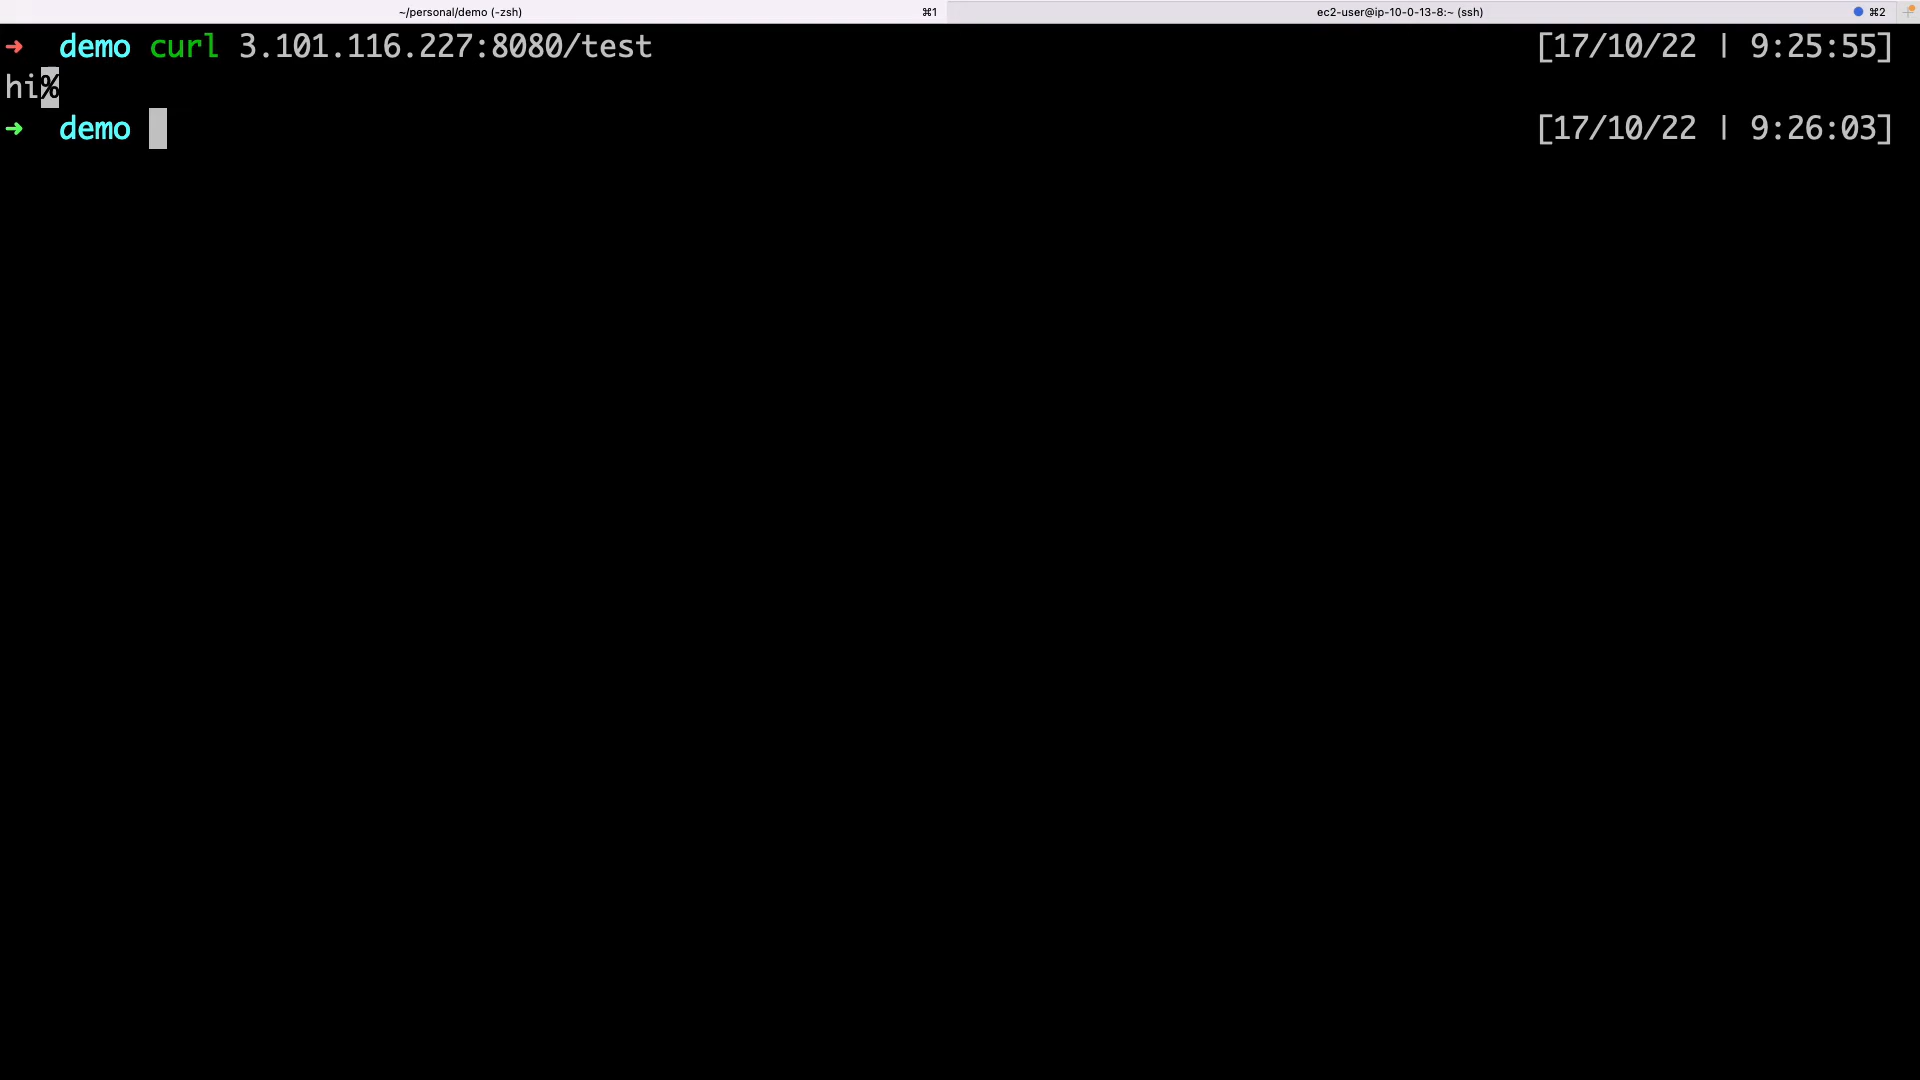 ~/personal/demo (-zsh) ⌘1 ec2-user@ip-10-0-13-8:~ (ssh) ⌘2
➜ demo curl 3.101.116.227:8080/test [17/10/22 | 9:25:55]
hi%
➜ demo [17/10/22 | 9:26:03]